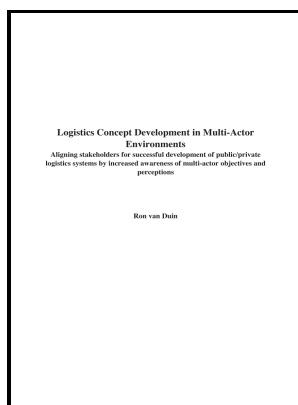 Logistics Concept Development in Multi-Actor
Environments
Aligning stakeholders for successful development of public/private
logistics systems by increased awareness of multi-actor objectives and
perceptions
Ron van Duin